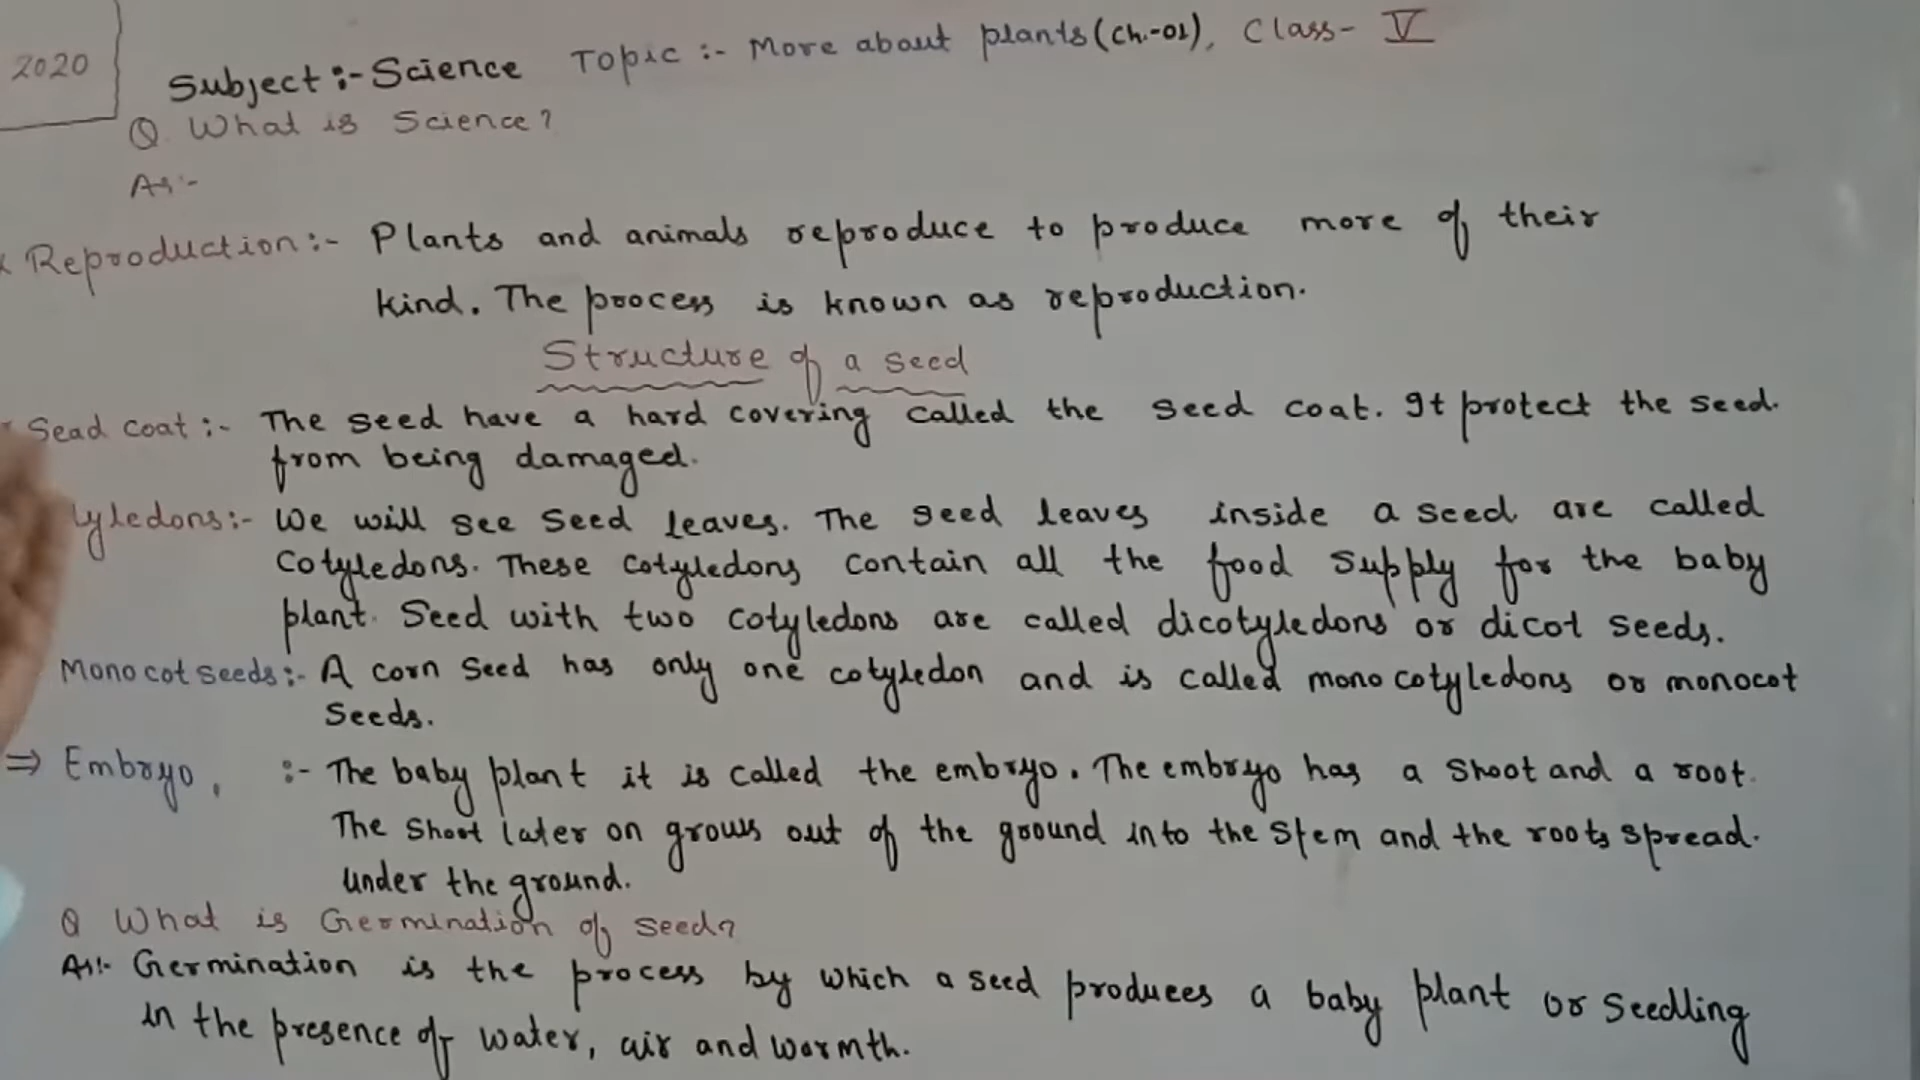 2020
Subject :- Science Topic :- More about plants (Ch.-01), Class- V
Q. What is Science?
As:-
Reproduction :- Plants and animals reproduce to produce more of their
kind. The process is known as reproduction.
Structure of a seed
Sead coat :- The seed have a hard covering called the seed coat. It protect the seed.
from being damaged.
tyledons :- We will see seed leaves. The seed leaves inside a seed are called
Cotyledons. These cotyledons contain all the food supply for the baby
plant. Seed with two cotyledons are called dicotyledons or dicot seeds.
Monocot seeds :- A corn seed has only one cotyledon and is called mono cotyledons or monocot
seeds.
⇒ Embryo, :- The baby plant it is called the embryo. The embryo has a shoot and a root.
The shoot later on grows out of the ground into the stem and the roots spread.
under the ground.
Q What is Germination of seed?
As:- Germination is the process by which a seed produces a baby plant or seedling
in the presence of water, air and warmth.